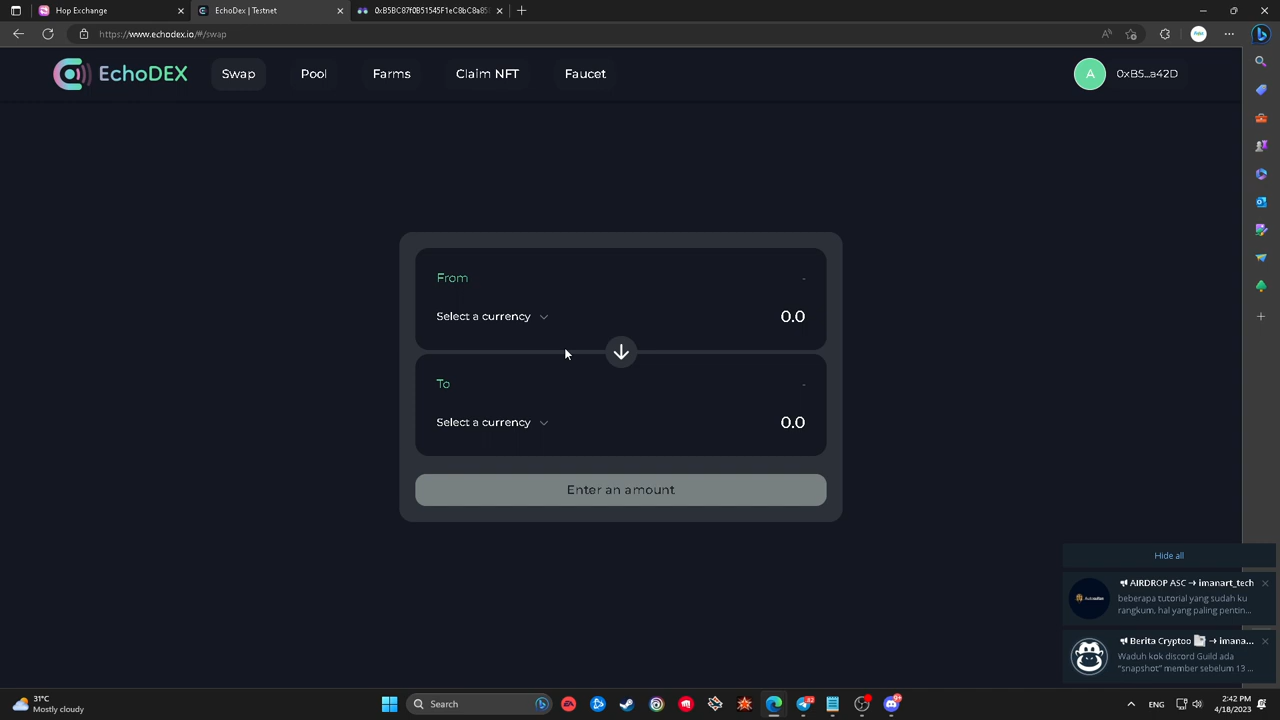 Hop Exchange
EchoDex | Testnet
0xB5BC87f0B51545F1eC8bC8a85
https://www.echodex.io/#/swap
EchoDEX
Swap
Pool
Farms
Claim NFT
Faucet
A
0xB5...a42D
From
-
Select a currency
0.0
To
-
Select a currency
0.0
Enter an amount
Hide all
AIRDROP ASC → imanart_tech
beberapa tutorial yang sudah ku
rangkum, hal yang paling pentin...
Berita Cryptoo → imana...
Waduh kok discord Guild ada
"snapshot" member sebelum 13 ...
31°C
Mostly cloudy
Search
ENG
2:42 PM
4/18/2023